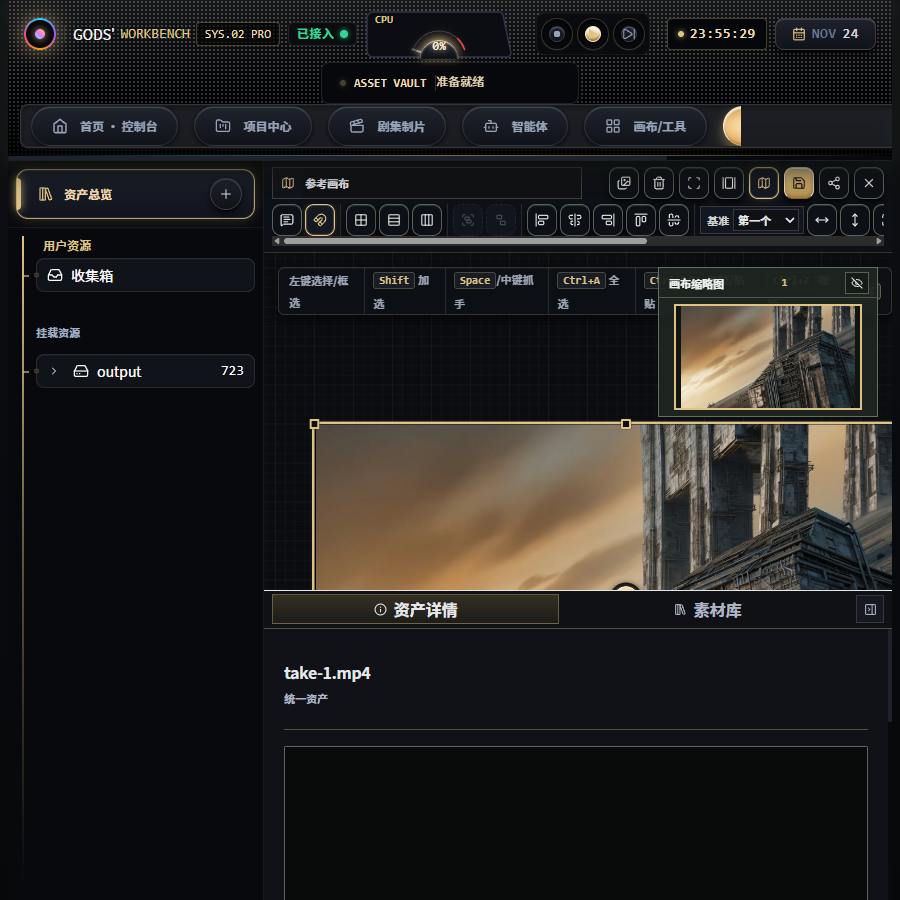 CPU
GODS' WORKBENCH SYS.02 PRO 已接入 0% 23:55:29 NOV 24
ASSET VAULT 准备就绪
首页・控制台 项目中心 剧集制片 智能体 画布/工具
资产总览
参考画布
基准 第一个
用户资源
收集箱
挂载资源
output 723
左键选择/框选
Shift 加选
Space/中键抓手
Ctrl+A 全选
贴
画布缩略图 1
资产详情 素材库
take-1.mp4
统一资产